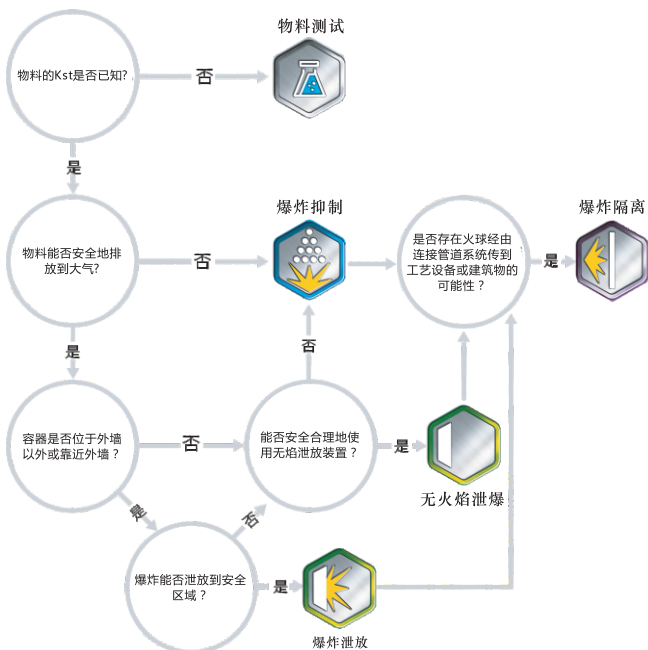 物料测试
物料的Kst是否已知?
否
是
爆炸抑制
爆炸隔离
物料能否安全地排
放到大气?
否
是否存在火球经由
连接管道系统传到
工艺设备或建筑物的
可能性？
是
是
否
容器是否位于外墙
以外或靠近外墙？
否
能否安全合理地使
用无焰泄放装置？
是
无火焰泄爆
是
否
爆炸能否泄放到安全
区域？
是
爆炸泄放